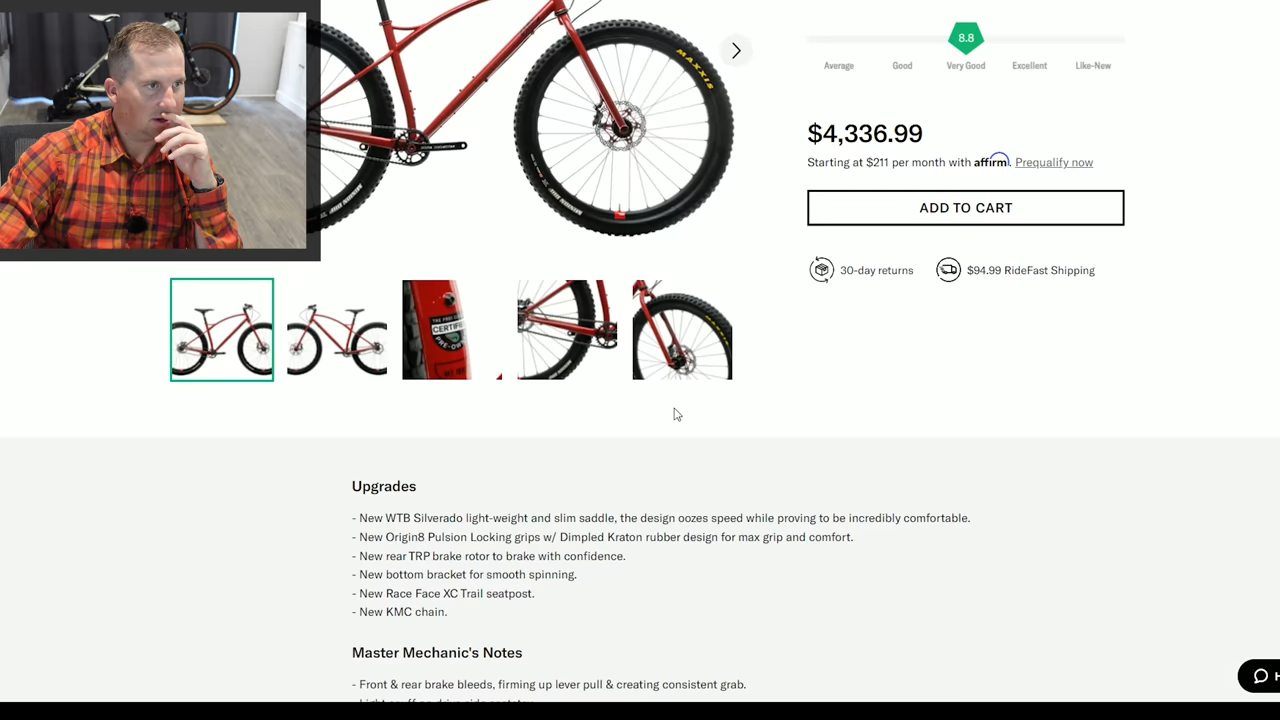 MAXXIS
8.8
Average Good Very Good Excellent Like-New
$4,336.99
Starting at $211 per month with affirm. Prequalify now
ADD TO CART
30-day returns $94.99 RideFast Shipping
CERTIFIED
PRE-OWNED
Upgrades
- New WTB Silverado light-weight and slim saddle, the design oozes speed while proving to be incredibly comfortable.
- New Origin8 Pulsion Locking grips w/ Dimpled Kraton rubber design for max grip and comfort.
- New rear TRP brake rotor to brake with confidence.
- New bottom bracket for smooth spinning.
- New Race Face XC Trail seatpost.
- New KMC chain.
Master Mechanic's Notes
- Front & rear brake bleeds, firming up lever pull & creating consistent grab.